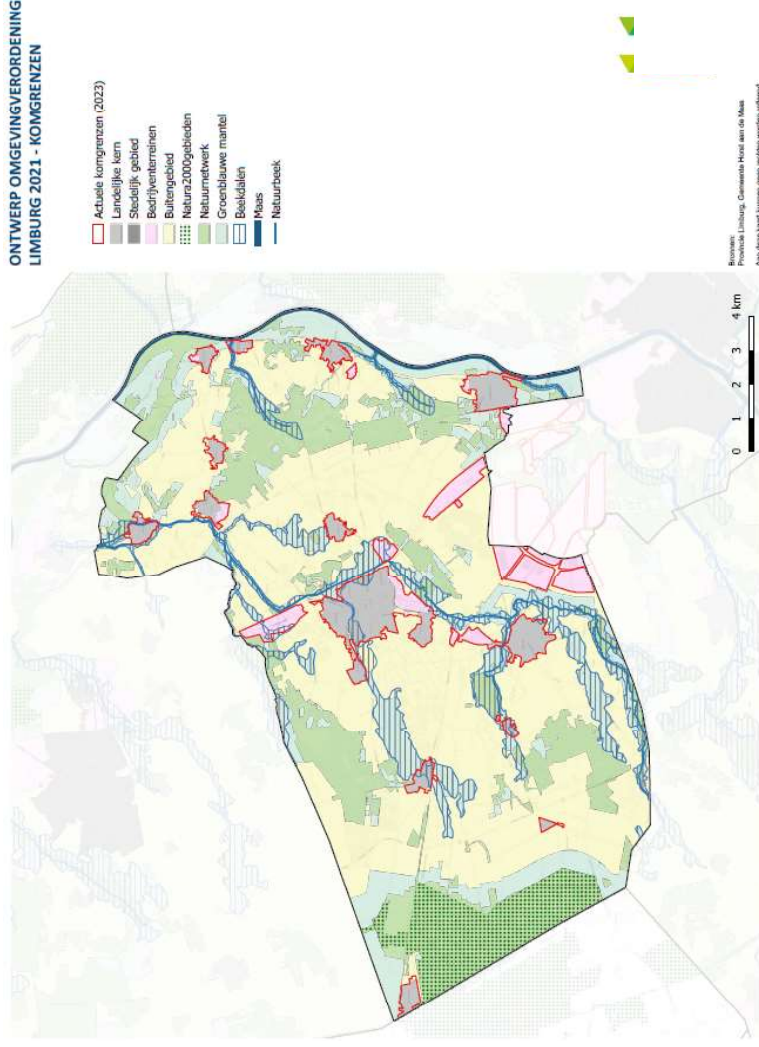 ONTWERP OMGEVINGVERORDENING
LIMBURG 2021 - KOMGRENZEN
Actuele komgrenzen (2023)
Landelijke kern
Stedelijk gebied
Bedrijventerreinen
Buitengebied
Natura2000gebieden
Natuurnetwerk
Groenblauwe mantel
Beekdalen
Maas
Natuurbeek
0 1 2 3 4 km
Bronnen:
Provincie Limburg, Gemeente Horst aan de Maas